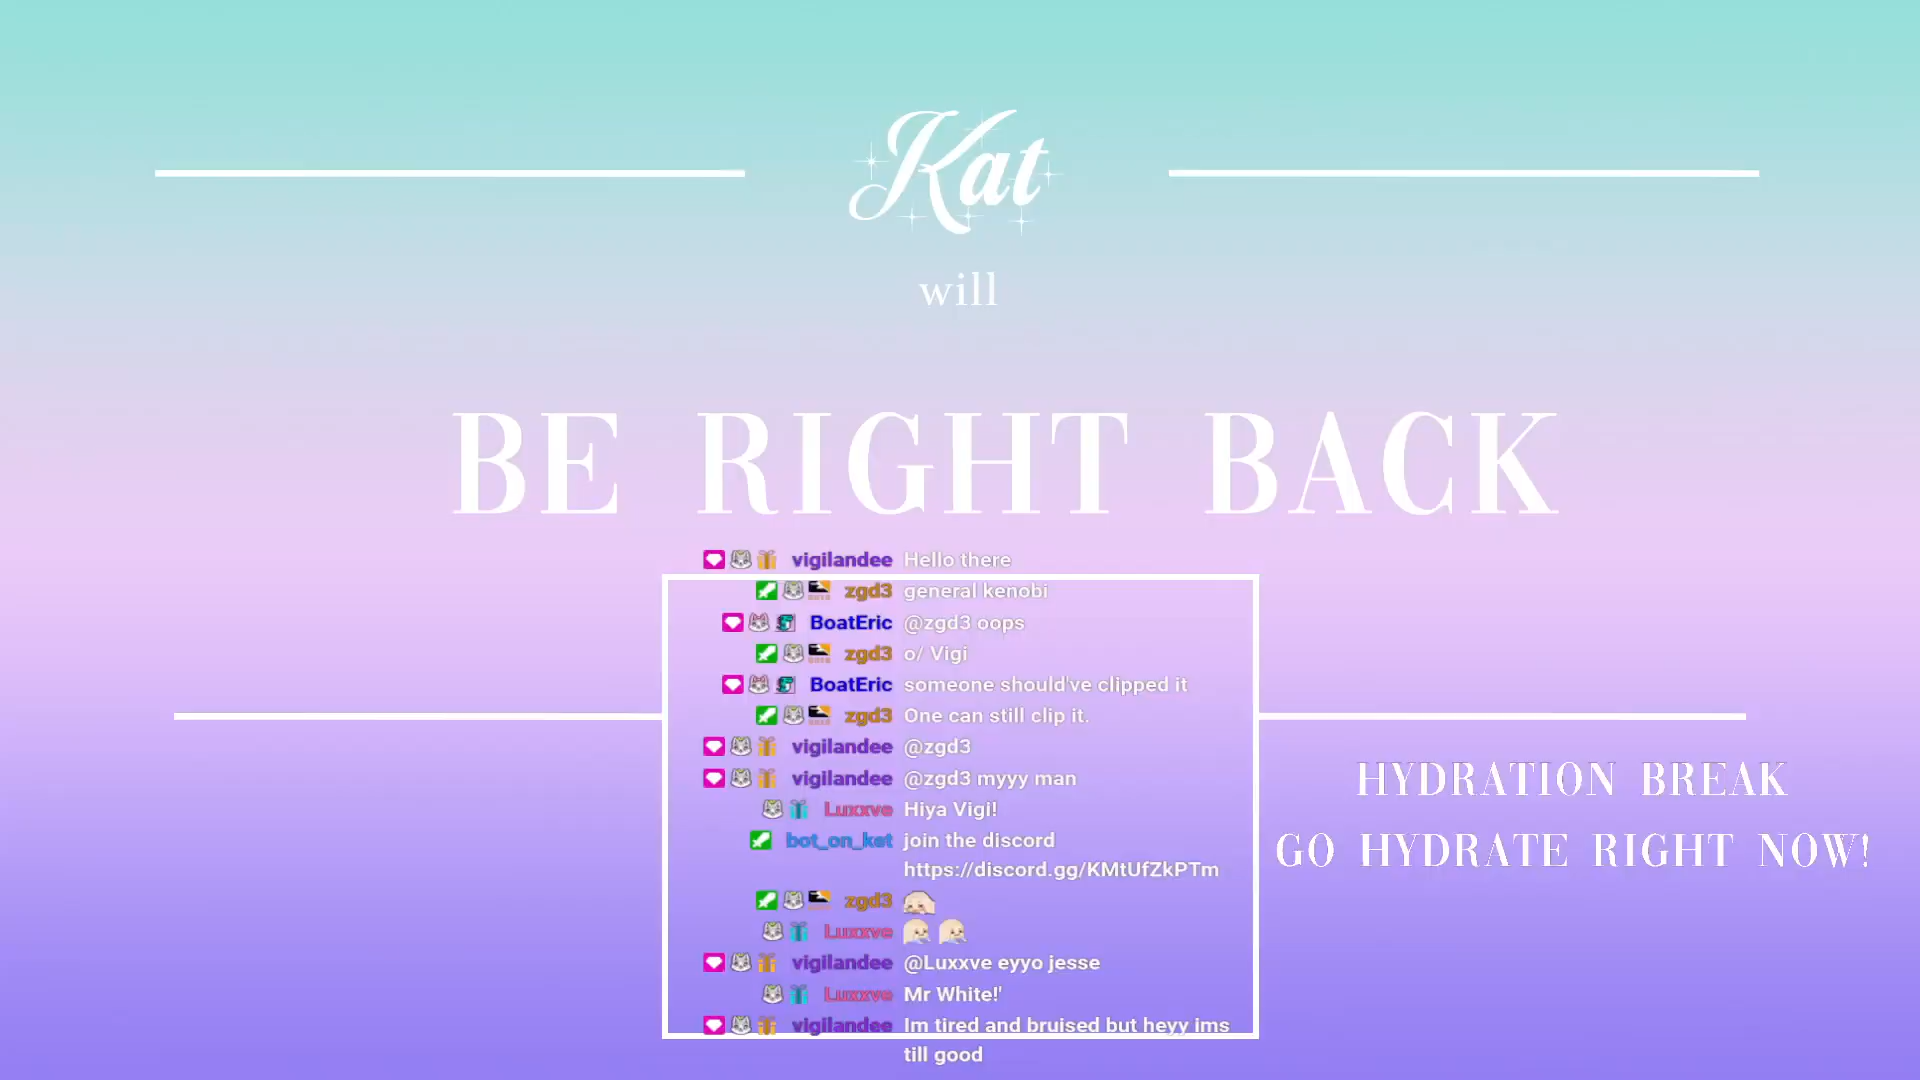 Kat
will
BE RIGHT BACK
vigilandee Hello there
zgd3 general kenobi
BoatEric @zgd3 oops
zgd3 o/ Vigi
BoatEric someone should've clipped it
zgd3 One can still clip it.
vigilandee @zgd3
vigilandee @zgd3 myyy man
Luxxve Hiya Vigi!
bot_on_ket join the discord
https://discord.gg/KMtUfZkPTm
zgd3
Luxxve
vigilandee @Luxxve eyyo jesse
Luxxve Mr White!'
vigilandee Im tired and bruised but heyy ims
till good
HYDRATION BREAK
GO HYDRATE RIGHT NOW!